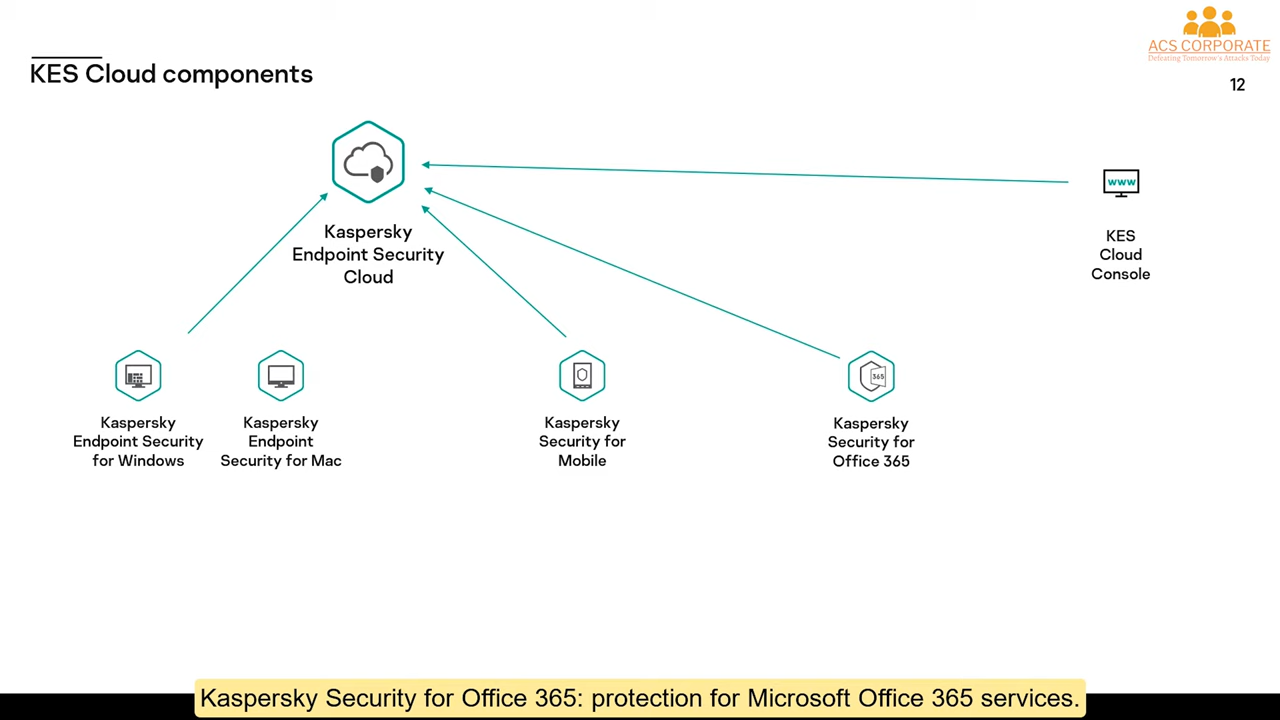 ACS CORPORATE
Defeating Tomorrow's Attacks Today
KES Cloud components
12
www
Kaspersky
Endpoint Security
Cloud
KES
Cloud
Console
365
Kaspersky
Endpoint Security
for Windows
Kaspersky
Endpoint
Security for Mac
Kaspersky
Security for
Mobile
Kaspersky
Security for
Office 365
Kaspersky Security for Office 365: protection for Microsoft Office 365 services.